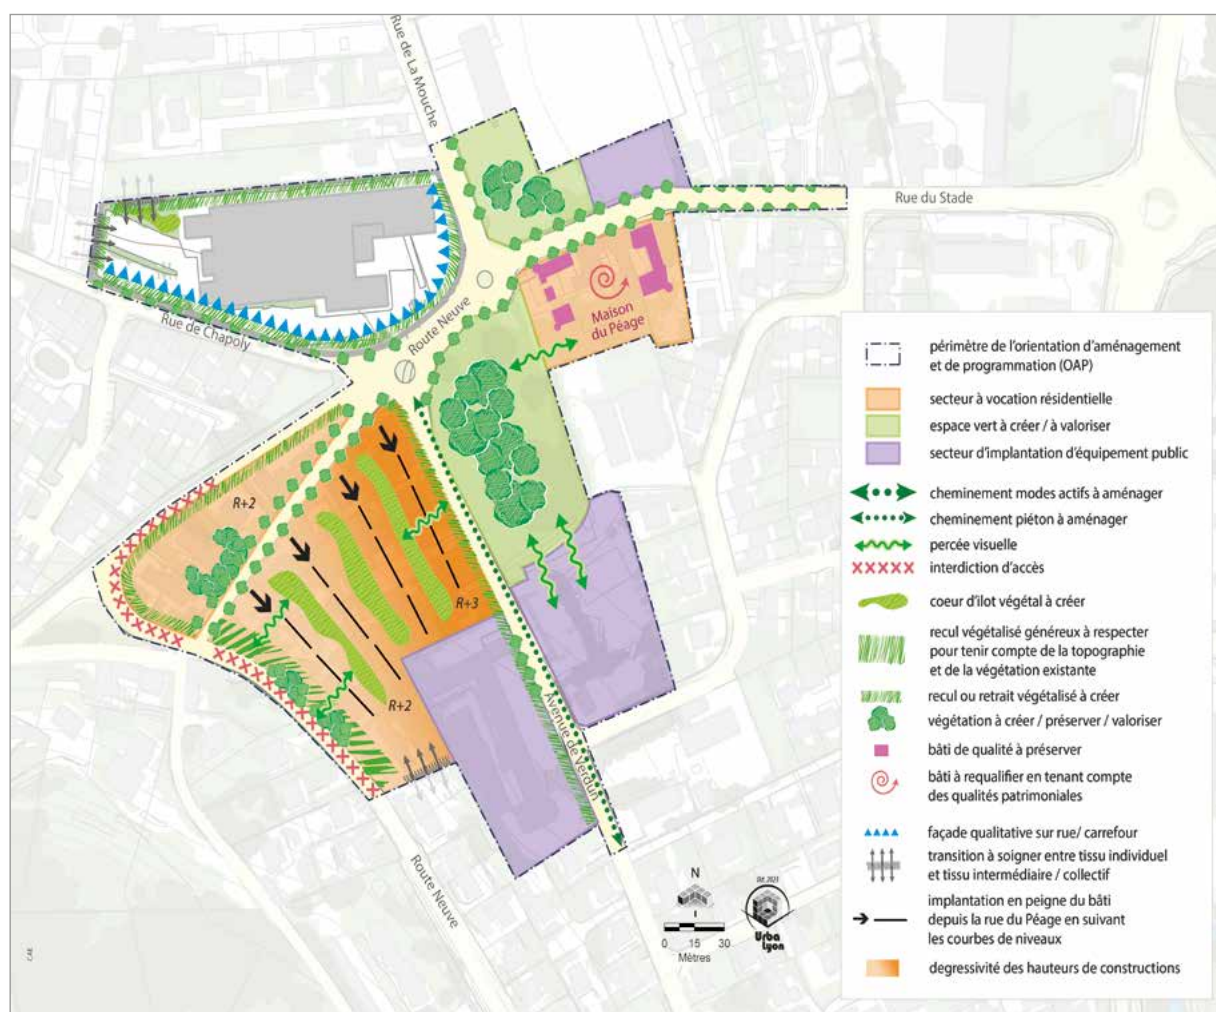 Rue de La Mouche
Rue du Stade
Rue de Chapoly
Route Neuve
Maison
du Péage
R+2
R+3
R+2
Avenue de Verdun
Route Neuve
périmètre de l'orientation d'aménagement
et de programmation (OAP)
secteur à vocation résidentielle
espace vert à créer / à valoriser
secteur d'implantation d'équipement public
cheminement modes actifs à aménager
cheminement piéton à aménager
percée visuelle
interdiction d'accès
coeur d'ilot végétal à créer
recul végétalisé généreux à respecter
pour tenir compte de la topographie
et de la végétation existante
recul ou retrait végétalisé à créer
végétation à créer / préserver / valoriser
bâti de qualité à préserver
bâti à requalifier en tenant compte
des qualités patrimoniales
façade qualitative sur rue/ carrefour
transition à soigner entre tissu individuel
et tissu intermédiaire / collectif
implantation en peigne du bâti
depuis la rue du Péage en suivant
les courbes de niveaux
degressivité des hauteurs de constructions
N
0 15 30
Mètres
2023
Urba
Lyon